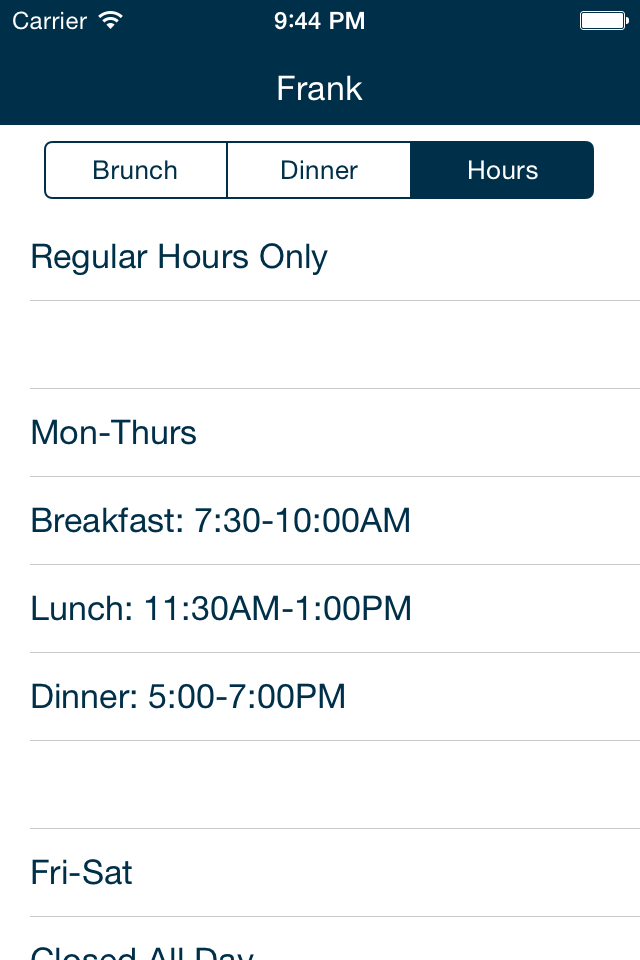 Carrier 9:44 PM
Frank
Brunch Dinner Hours
Regular Hours Only
Mon-Thurs
Breakfast: 7:30-10:00AM
Lunch: 11:30AM-1:00PM
Dinner: 5:00-7:00PM
Fri-Sat
Closed All Day